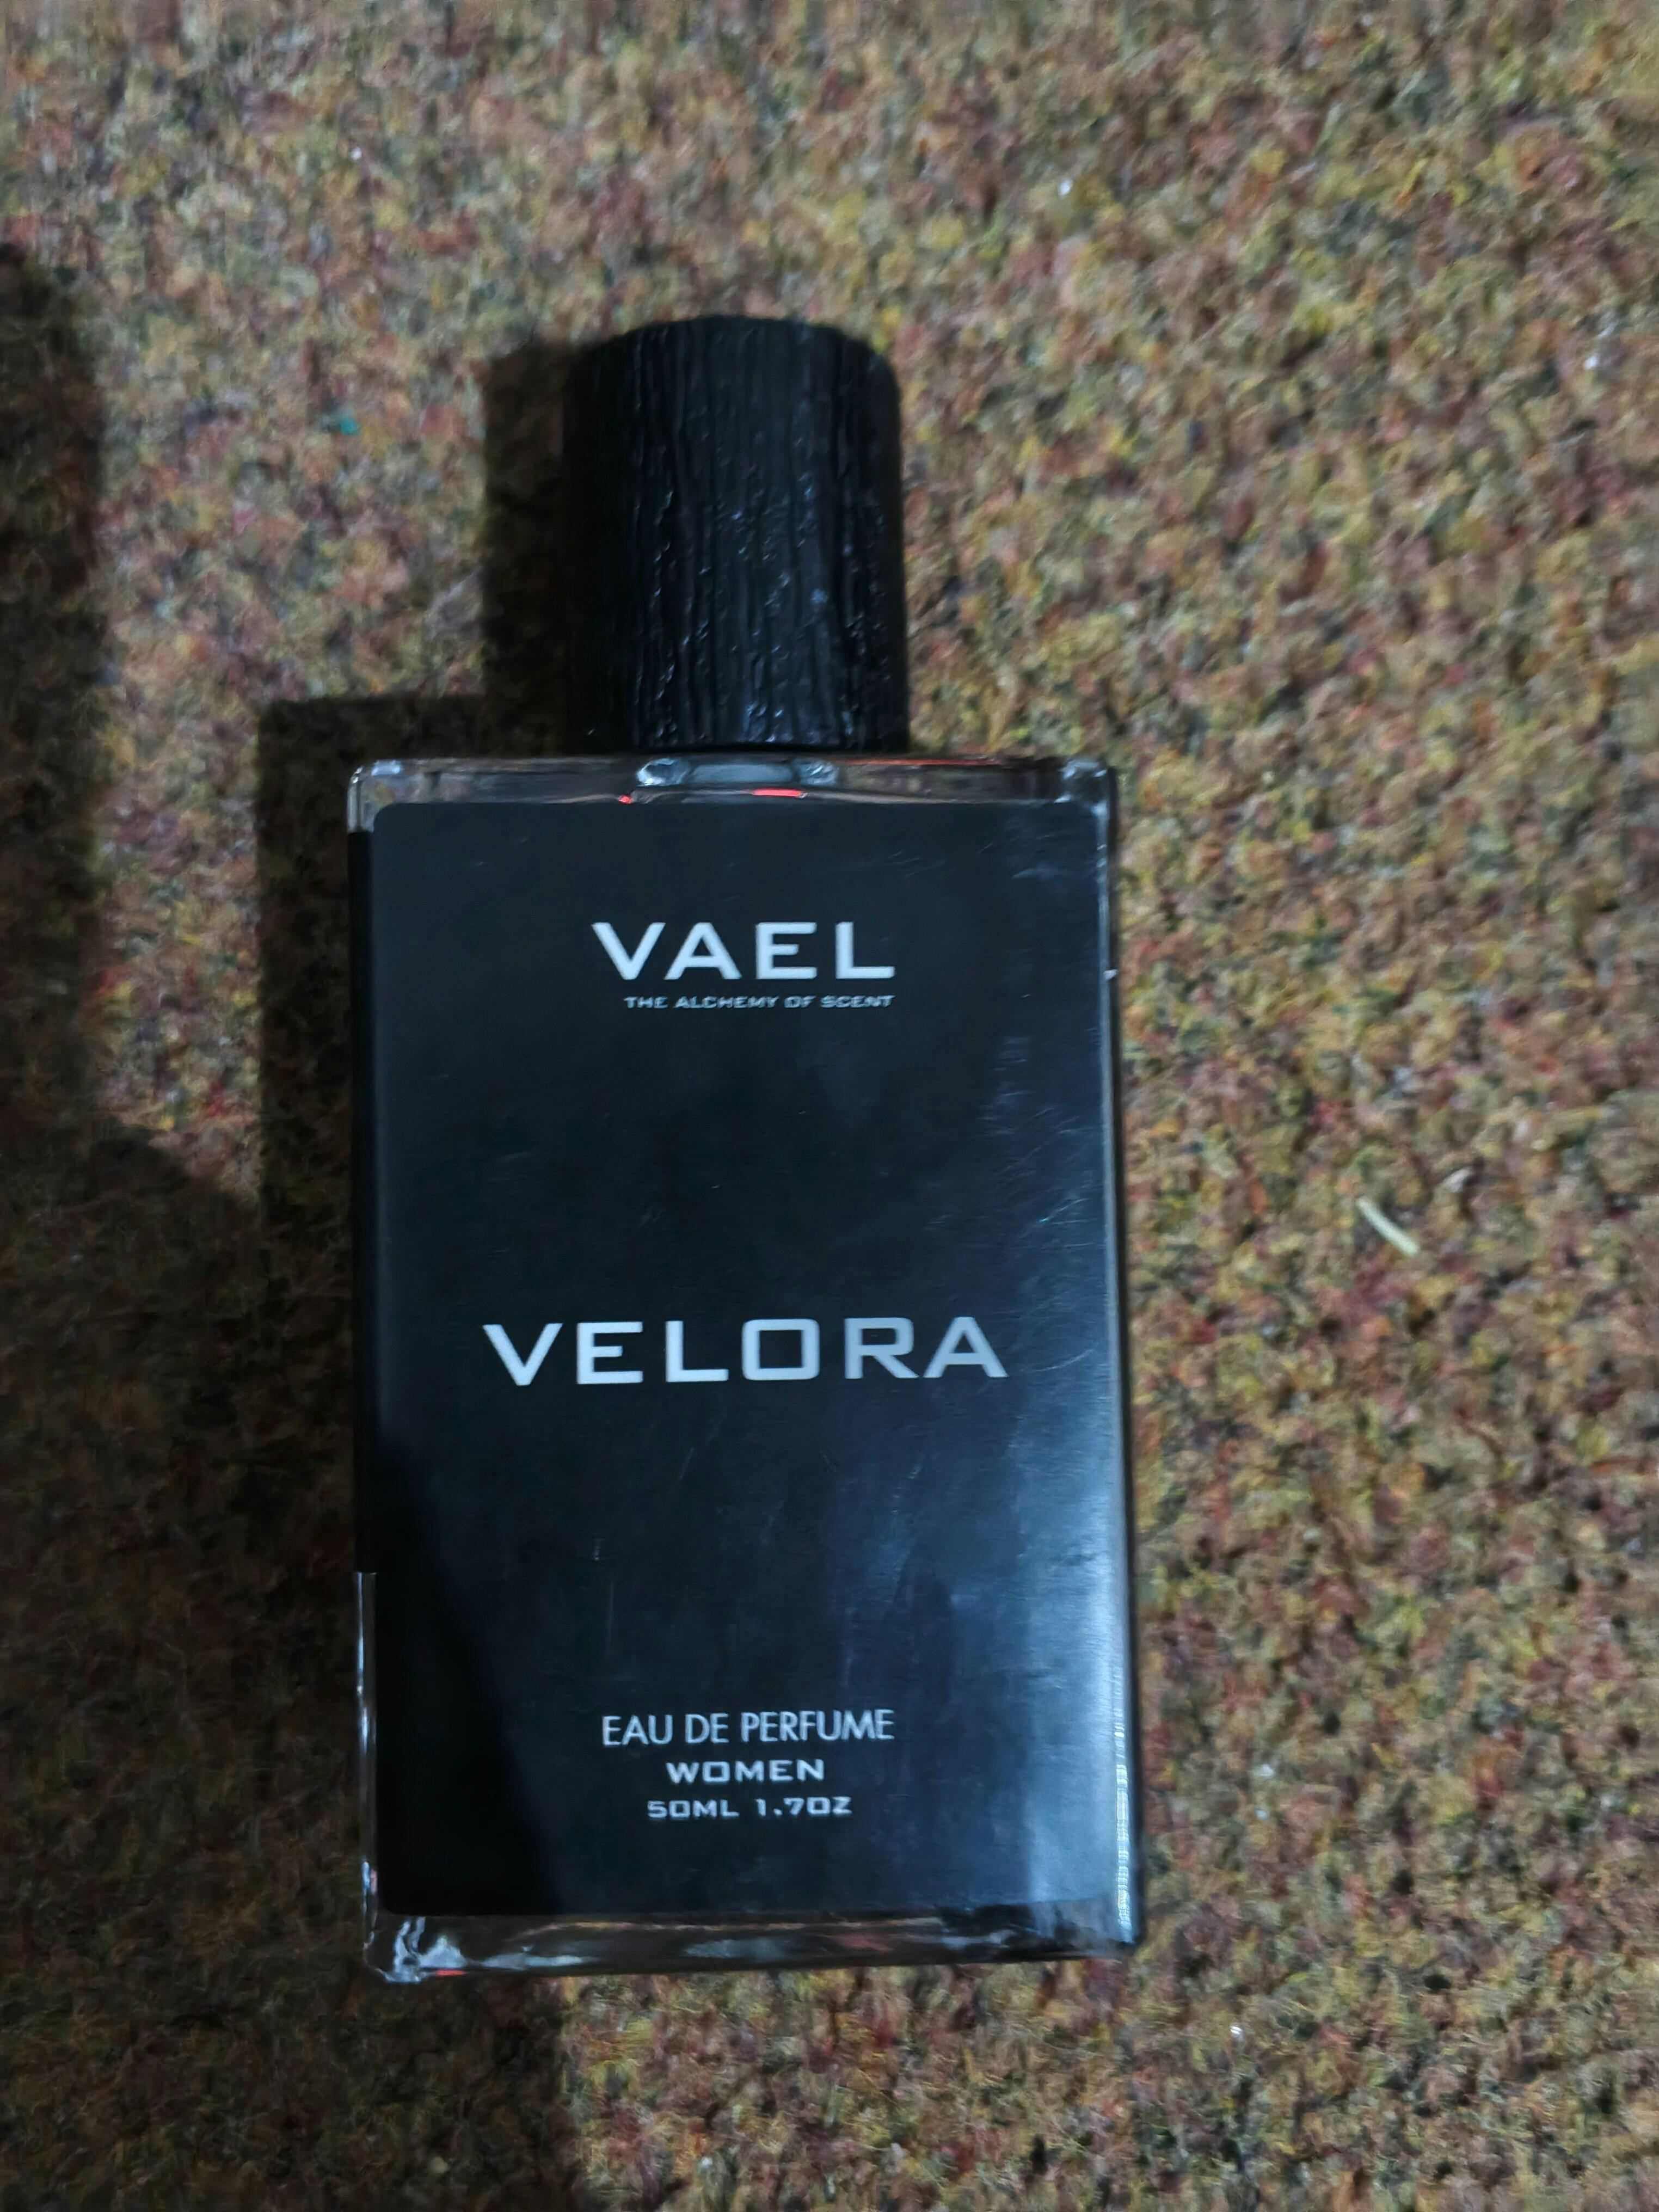 VAEL
THE ALCHEMY OF SCENT
VELORA
EAU DE PERFUME
WOMEN
50ML 1.7OZ